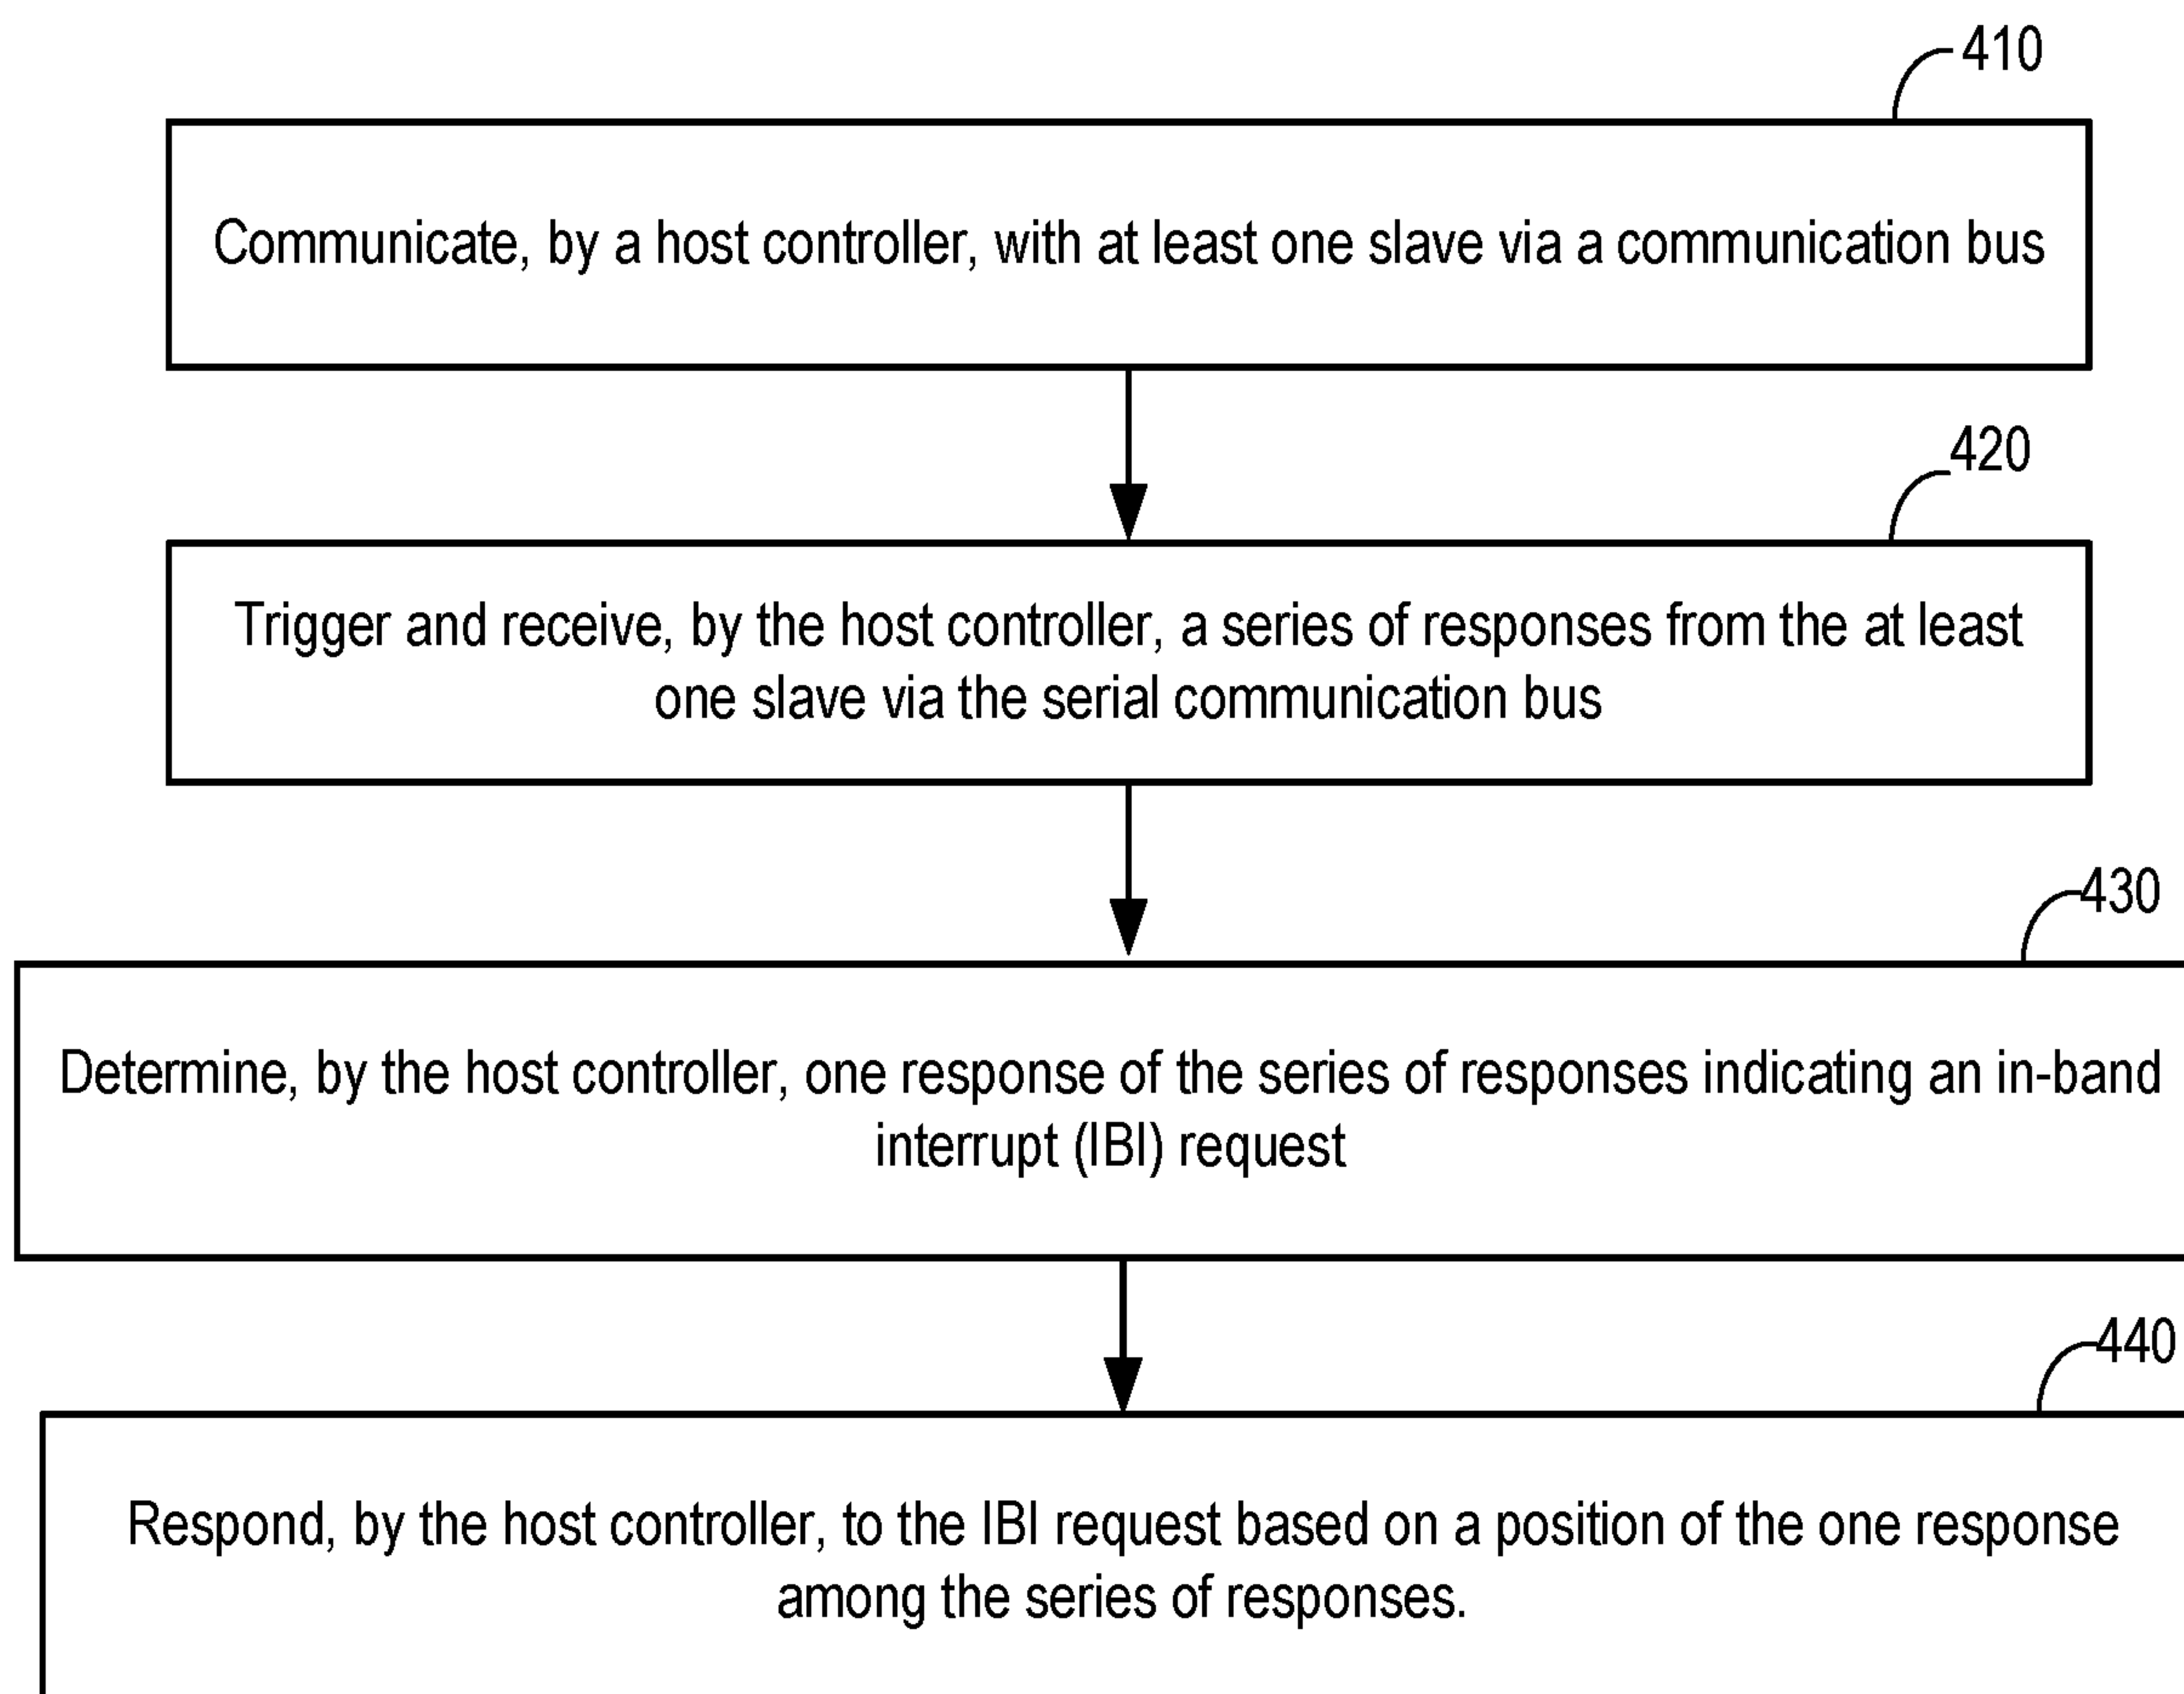 410
Communicate, by a host controller, with at least one slave via a communication bus
420
Trigger and receive, by the host controller, a series of responses from the at least
one slave via the serial communication bus
430
Determine, by the host controller, one response of the series of responses indicating an in-band
interrupt (IBI) request
440
Respond, by the host controller, to the IBI request based on a position of the one response
among the series of responses.